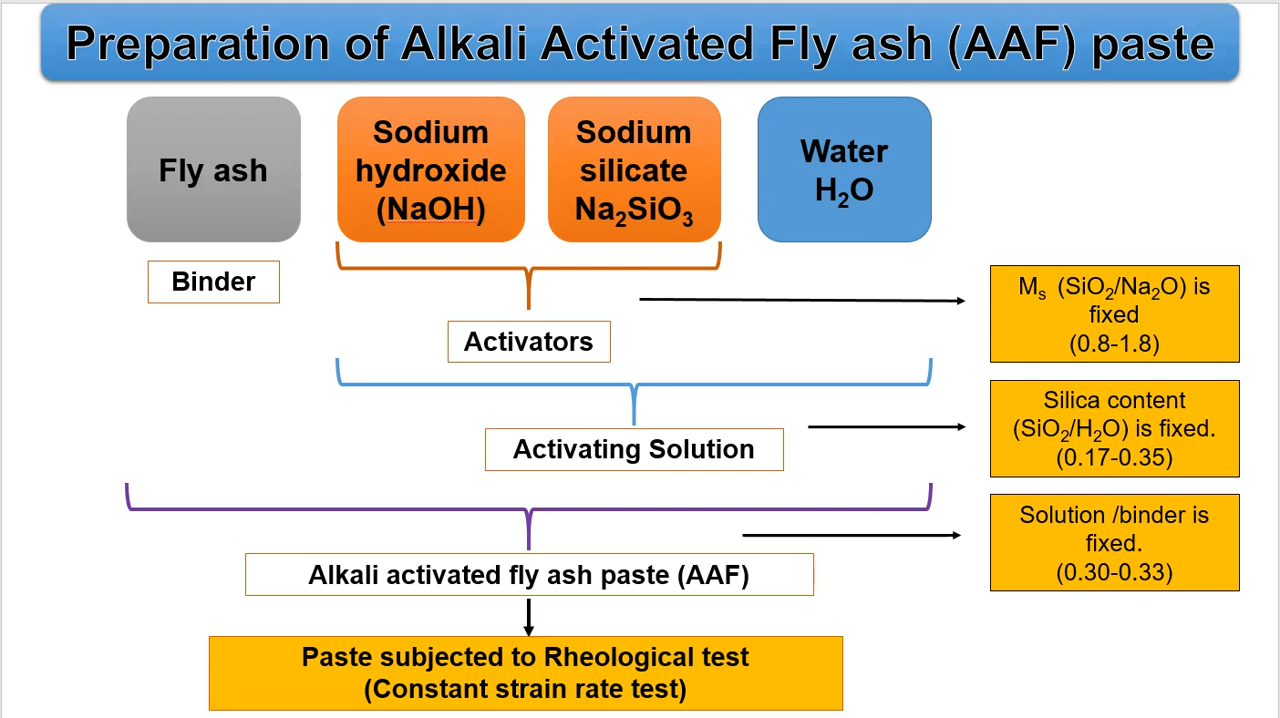 Preparation of Alkali Activated Fly ash (AAF) paste
Fly ash
Sodium
hydroxide
(NaOH)
Sodium
silicate
Na₂SiO₃
Water
H₂O
Binder
Activators
Mₛ (SiO₂/Na₂O) is
fixed
(0.8-1.8)
Silica content
(SiO₂/H₂O) is fixed.
(0.17-0.35)
Activating Solution
Solution /binder is
fixed.
(0.30-0.33)
Alkali activated fly ash paste (AAF)
Paste subjected to Rheological test
(Constant strain rate test)